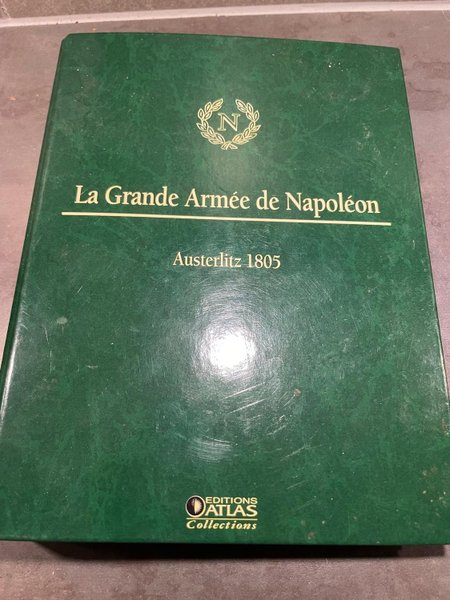 N
La Grande Armée de Napoléon
Austerlitz 1805
EDITIONS
ATLAS
Collections